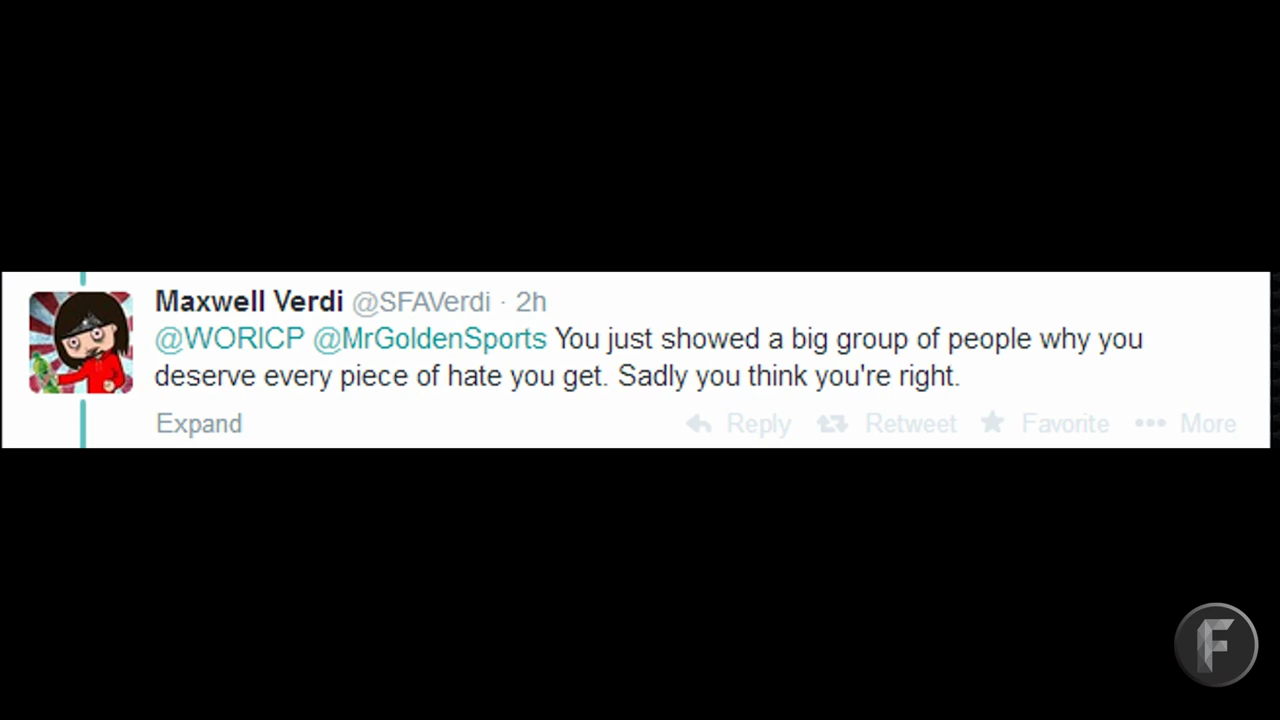 Maxwell Verdi @SFAVerdi · 2h
@WORICP @MrGoldenSports You just showed a big group of people why you
deserve every piece of hate you get. Sadly you think you're right.
Expand Reply Retweet Favorite More
F